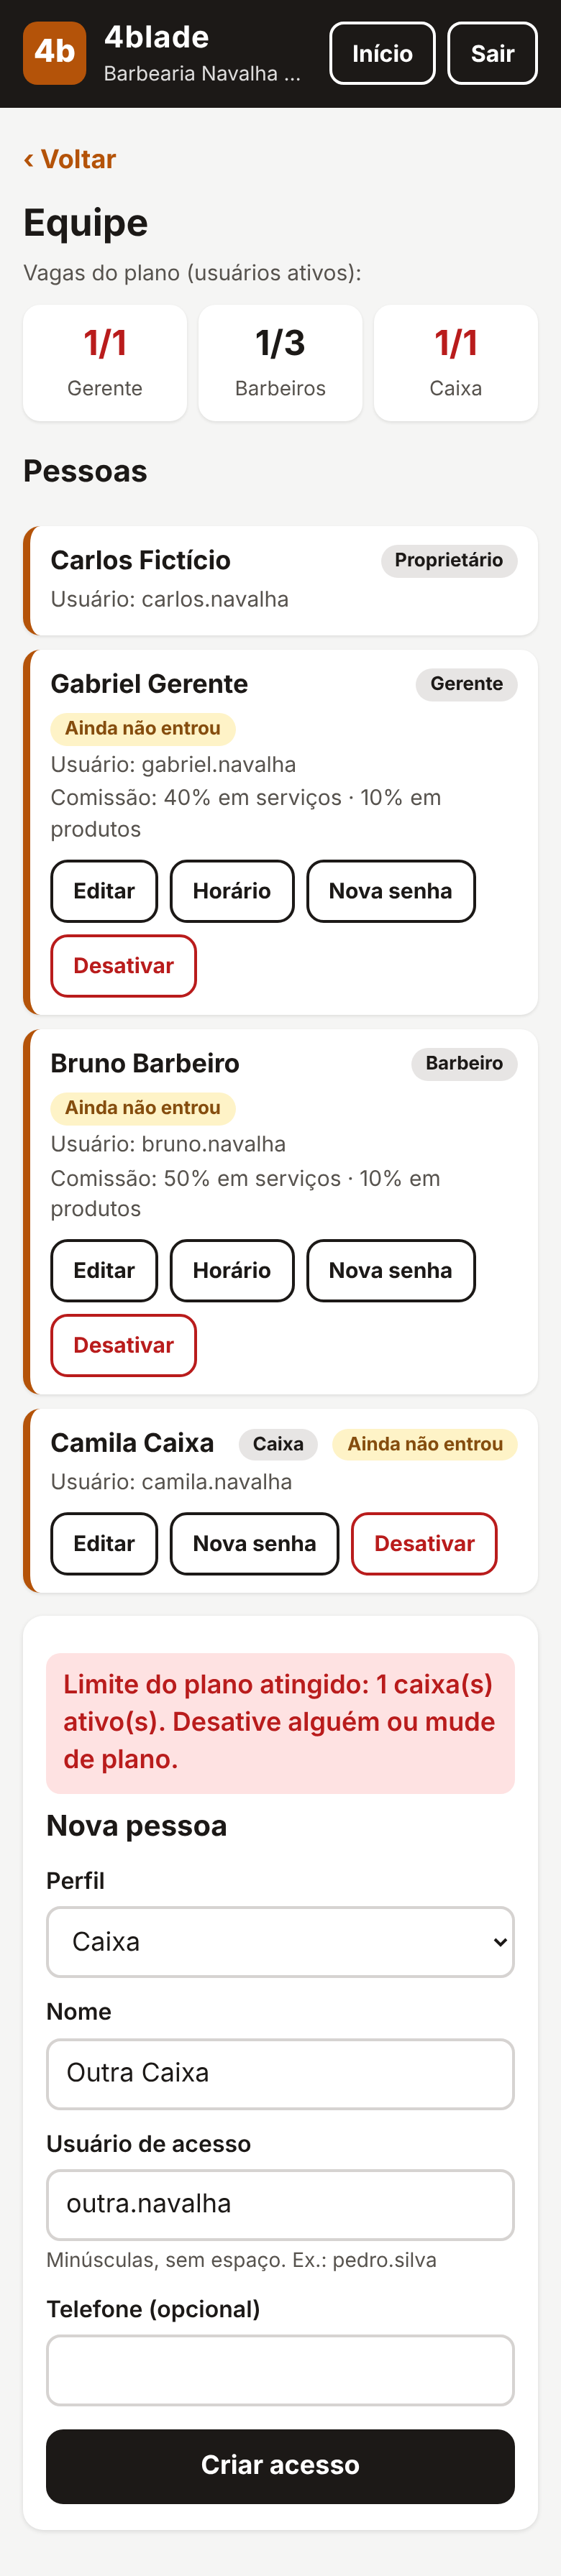 4b
4blade
Barbearia Navalha ...
Início
Sair
‹ Voltar
Equipe
Vagas do plano (usuários ativos):
1/1
Gerente
1/3
Barbeiros
1/1
Caixa
Pessoas
Carlos Fictício
Proprietário
Usuário: carlos.navalha
Gabriel Gerente
Gerente
Ainda não entrou
Usuário: gabriel.navalha
Comissão: 40% em serviços · 10% em
produtos
Editar
Horário
Nova senha
Desativar
Bruno Barbeiro
Barbeiro
Ainda não entrou
Usuário: bruno.navalha
Comissão: 50% em serviços · 10% em
produtos
Editar
Horário
Nova senha
Desativar
Camila Caixa
Caixa
Ainda não entrou
Usuário: camila.navalha
Editar
Nova senha
Desativar
Limite do plano atingido: 1 caixa(s)
ativo(s). Desative alguém ou mude
de plano.
Nova pessoa
Perfil
Caixa
Nome
Outra Caixa
Usuário de acesso
outra.navalha
Minúsculas, sem espaço. Ex.: pedro.silva
Telefone (opcional)
Criar acesso